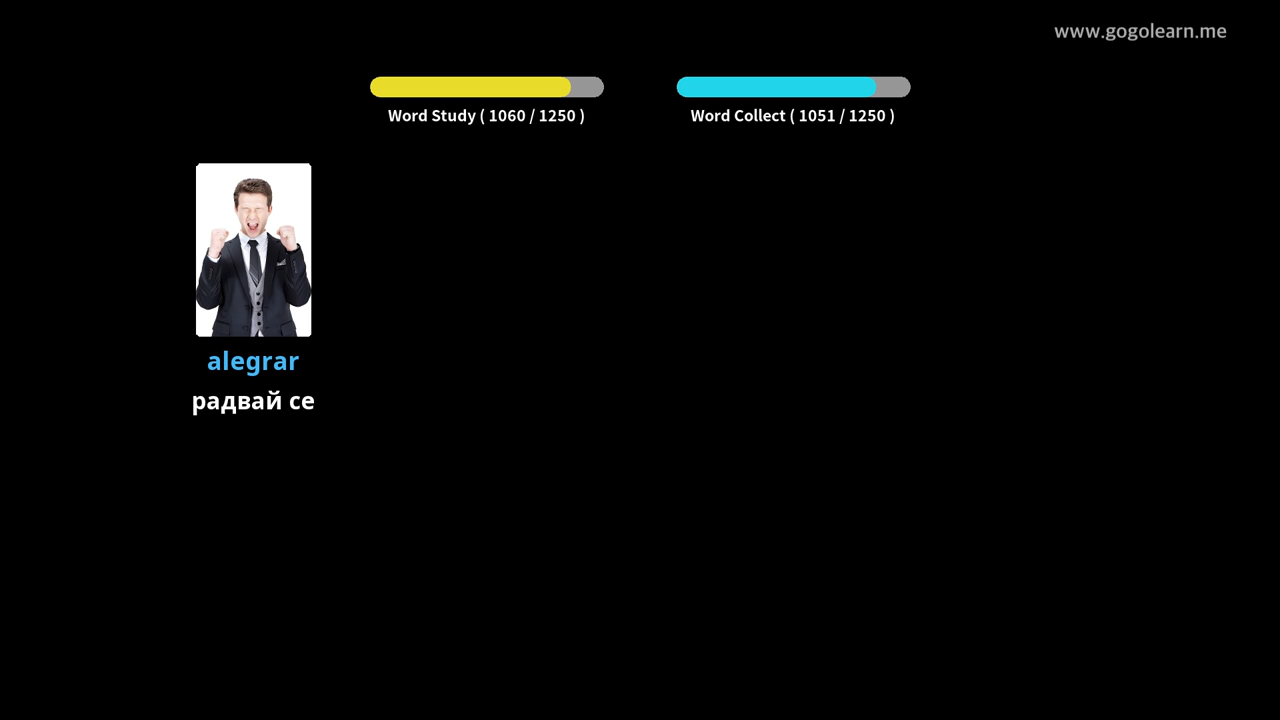 www.gogolearn.me
Word Study ( 1060 / 1250 )
Word Collect ( 1051 / 1250 )
alegrar
радвай се